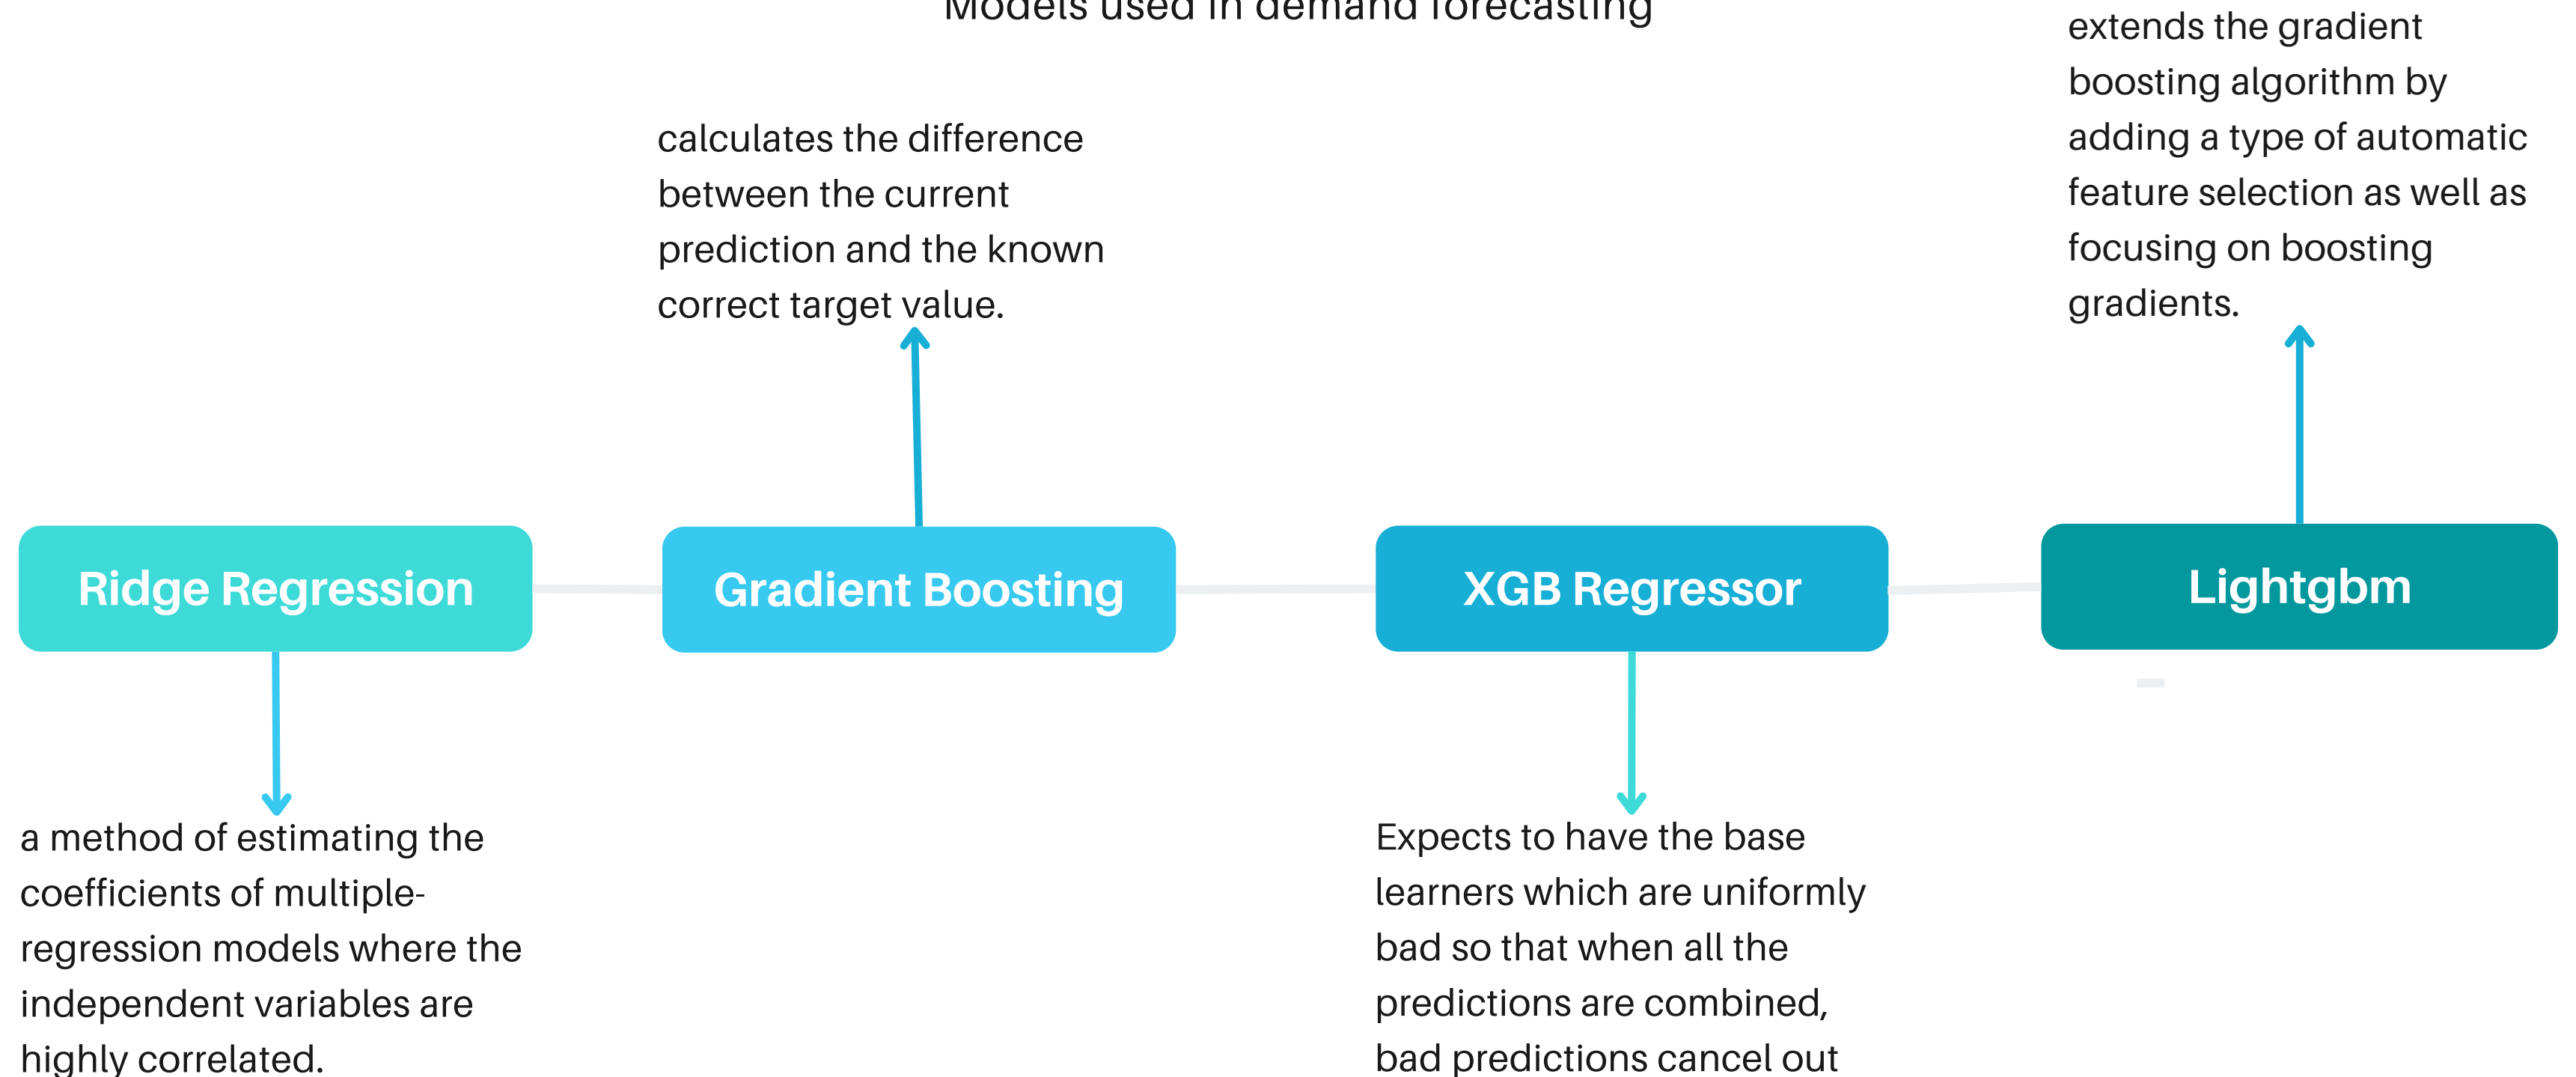 Models used in demand forecasting
extends the gradient
boosting algorithm by
adding a type of automatic
feature selection as well as
focusing on boosting
gradients.
calculates the difference
between the current
prediction and the known
correct target value.
Ridge Regression
Gradient Boosting
XGB Regressor
Lightgbm
a method of estimating the
coefficients of multiple-
regression models where the
independent variables are
highly correlated.
Expects to have the base
learners which are uniformly
bad so that when all the
predictions are combined,
bad predictions cancel out